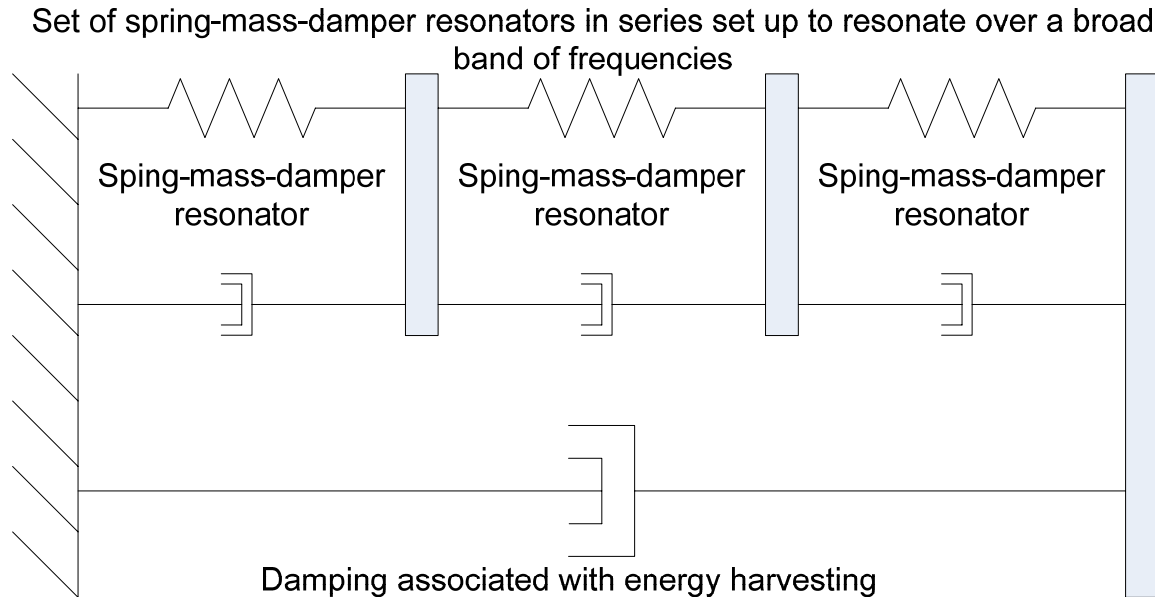 Set of spring-mass-damper resonators in series set up to resonate over a broad
band of frequencies
Sping-mass-damper
resonator
Sping-mass-damper
resonator
Sping-mass-damper
resonator
Damping associated with energy harvesting